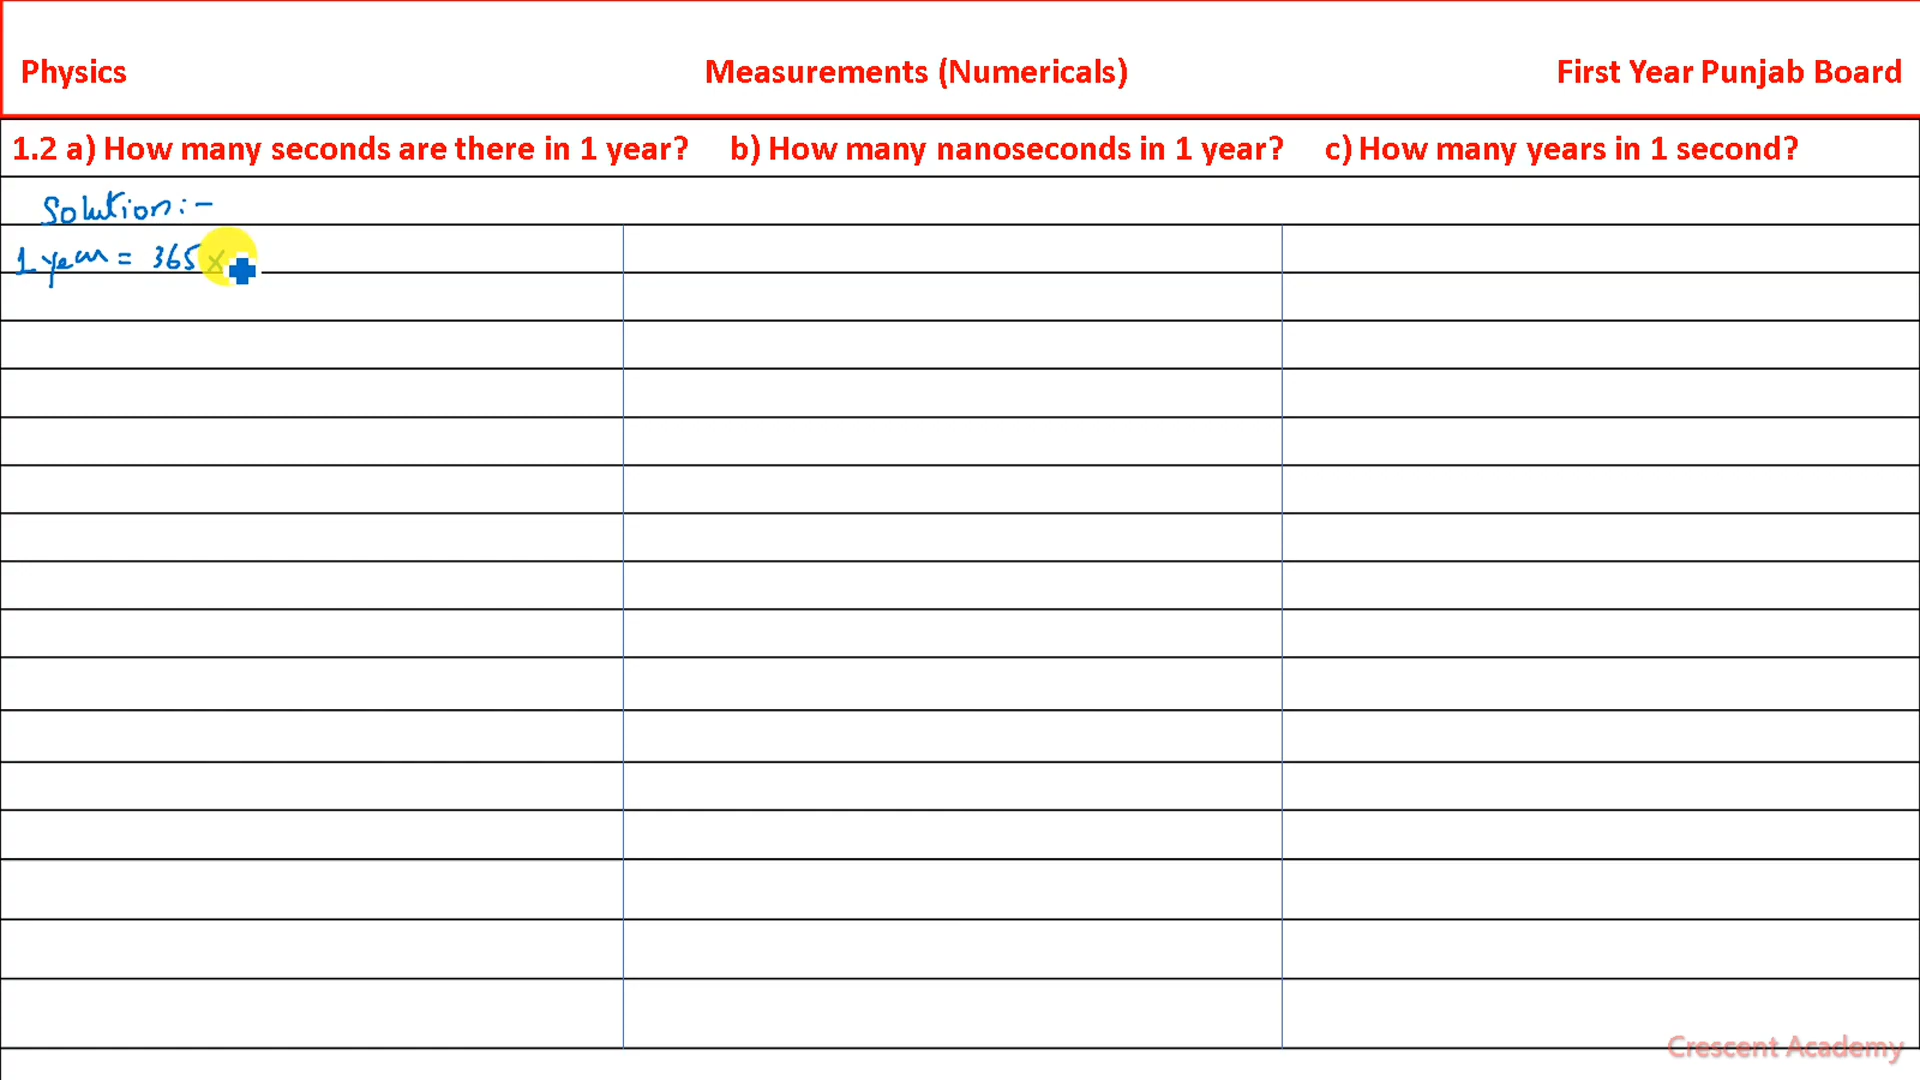 Physics Measurements (Numericals) First Year Punjab Board
1.2 a) How many seconds are there in 1 year? b) How many nanoseconds in 1 year? c) How many years in 1 second?
Solution:-
1 year = 365 x
Crescent Academy